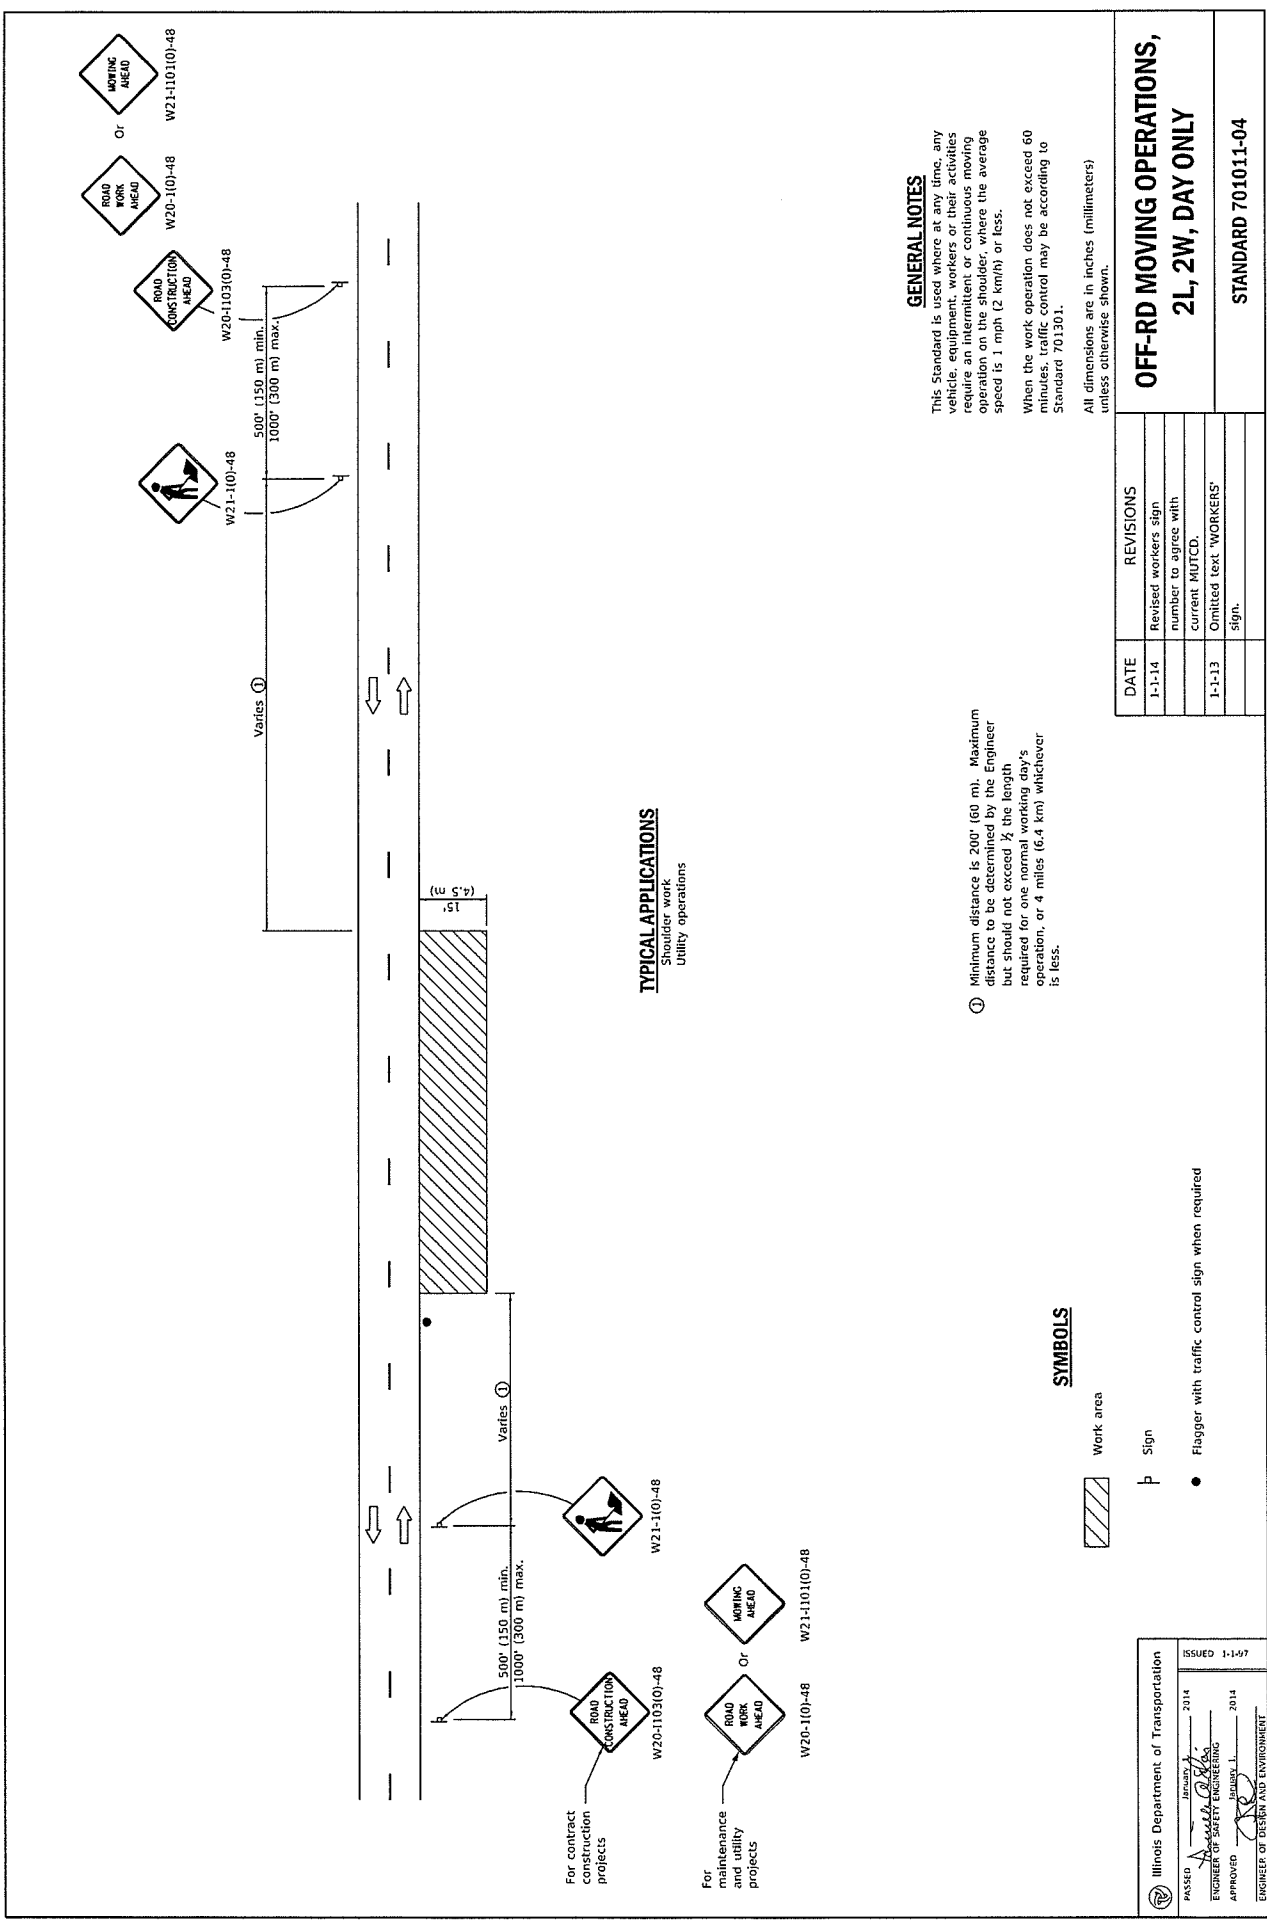 MOWING
AHEAD
W21-I101(O)-48
Or
ROAD
WORK
AHEAD
W20-1(O)-48
ROAD
CONSTRUCTION
AHEAD
W20-I103(O)-48
500' (150 m) min.
1000' (300 m) max.
W21-1(O)-48
Varies ①
15'
(4.5 m)
Varies ①
500' (150 m) min.
1000' (300 m) max.
W21-1(O)-48
ROAD
CONSTRUCTION
AHEAD
W20-I103(O)-48
For contract
construction
projects
MOWING
AHEAD
W21-I101(O)-48
Or
ROAD
WORK
AHEAD
W20-1(O)-48
For
maintenance
and utility
projects
TYPICAL APPLICATIONS
Shoulder work
Utility operations
SYMBOLS
Work area
Sign
Flagger with traffic control sign when required
① Minimum distance is 200' (60 m). Maximum
distance to be determined by the Engineer
but should not exceed ½ the length
required for one normal working day's
operation, or 4 miles (6.4 km) whichever
is less.
GENERAL NOTES
This Standard is used where at any time, any
vehicle, equipment, workers or their activities
require an intermittent or continuous moving
operation on the shoulder, where the average
speed is 1 mph (2 km/h) or less.
When the work operation does not exceed 60
minutes, traffic control may be according to
Standard 701301.
All dimensions are in inches (millimeters)
unless otherwise shown.
Illinois Department of Transportation
PASSED January 1, 2014
ENGINEER OF SAFETY ENGINEERING
APPROVED January 1, 2014
ENGINEER OF DESIGN AND ENVIRONMENT
ISSUED 1-1-97
DATE REVISIONS
1-1-14 Revised workers sign
number to agree with
current MUTCD.
1-1-13 Omitted text 'WORKERS'
sign.
OFF-RD MOVING OPERATIONS,
2L, 2W, DAY ONLY
STANDARD 701011-04